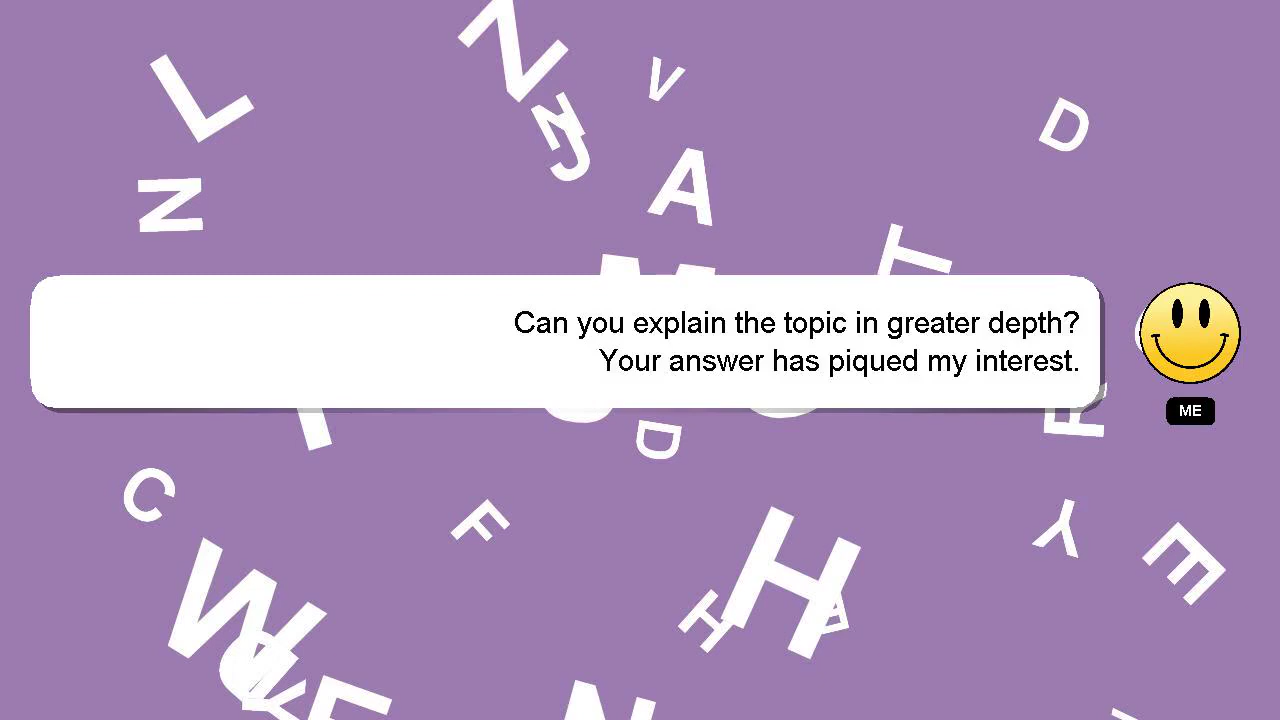 Can you explain the topic in greater depth?
Your answer has piqued my interest.
ME
L
N
V
N
J
D
A
N
T
D
C
F
H
Y
E
W
H
A